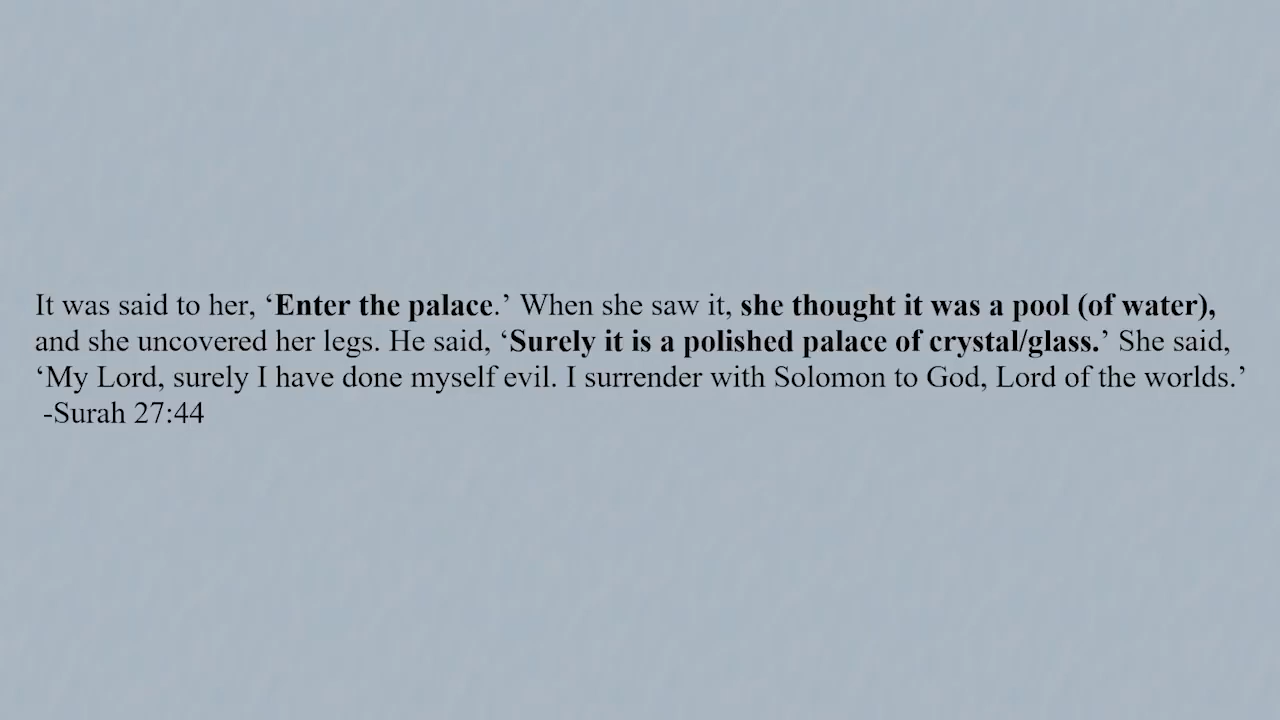 It was said to her, ‘Enter the palace.’ When she saw it, she thought it was a pool (of water),
and she uncovered her legs. He said, ‘Surely it is a polished palace of crystal/glass.’ She said,
‘My Lord, surely I have done myself evil. I surrender with Solomon to God, Lord of the worlds.’
-Surah 27:44